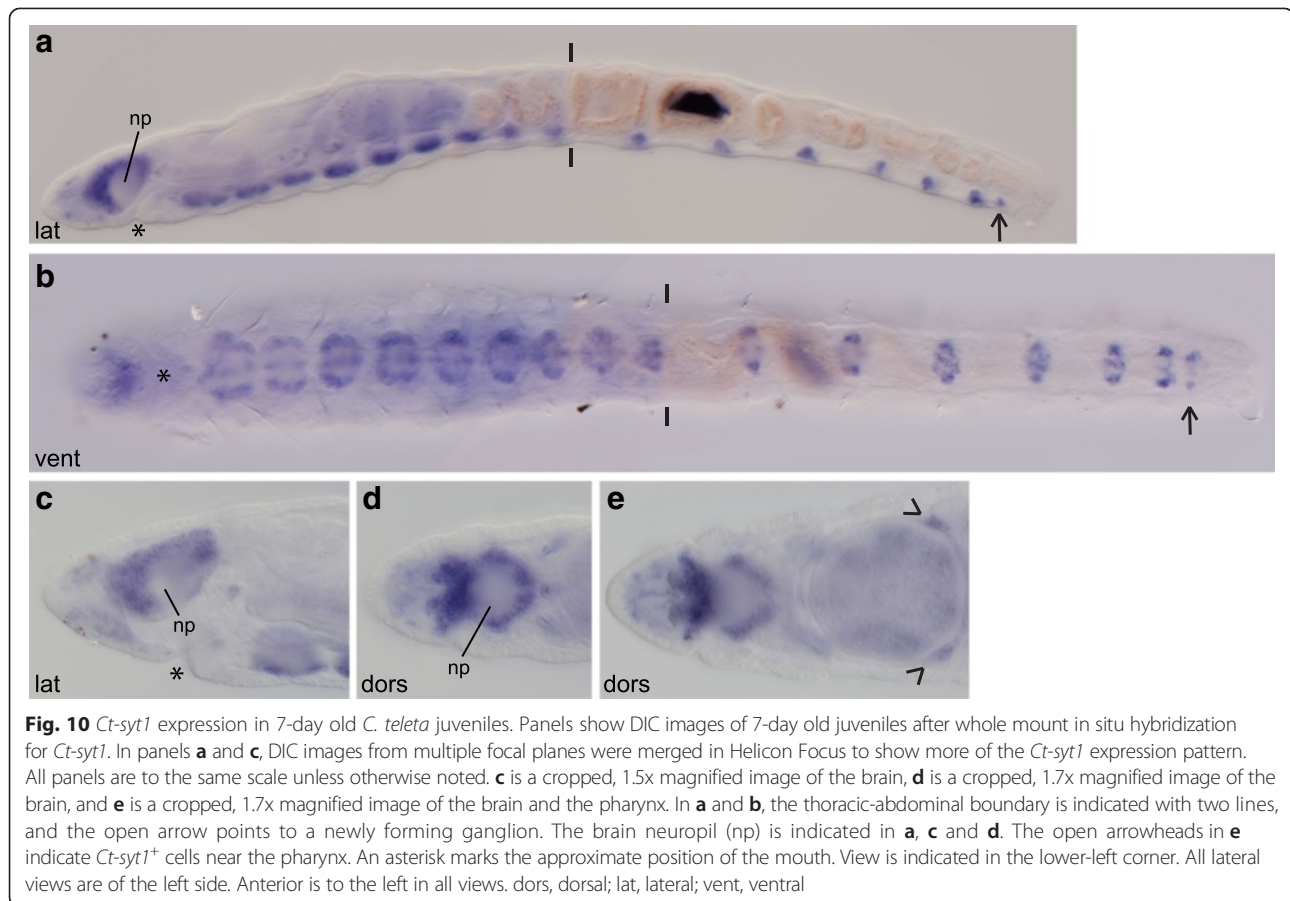 a
np
lat
*
b
*
vent
c
np
lat
*
d
np
dors
e
dors
Fig. 10 Ct-syt1 expression in 7-day old C. teleta juveniles. Panels show DIC images of 7-day old juveniles after whole mount in situ hybridization
for Ct-syt1. In panels a and c, DIC images from multiple focal planes were merged in Helicon Focus to show more of the Ct-syt1 expression pattern.
All panels are to the same scale unless otherwise noted. c is a cropped, 1.5x magnified image of the brain, d is a cropped, 1.7x magnified image of the
brain, and e is a cropped, 1.7x magnified image of the brain and the pharynx. In a and b, the thoracic-abdominal boundary is indicated with two lines,
and the open arrow points to a newly forming ganglion. The brain neuropil (np) is indicated in a, c and d. The open arrowheads in e
indicate Ct-syt1+ cells near the pharynx. An asterisk marks the approximate position of the mouth. View is indicated in the lower-left corner. All lateral
views are of the left side. Anterior is to the left in all views. dors, dorsal; lat, lateral; vent, ventral